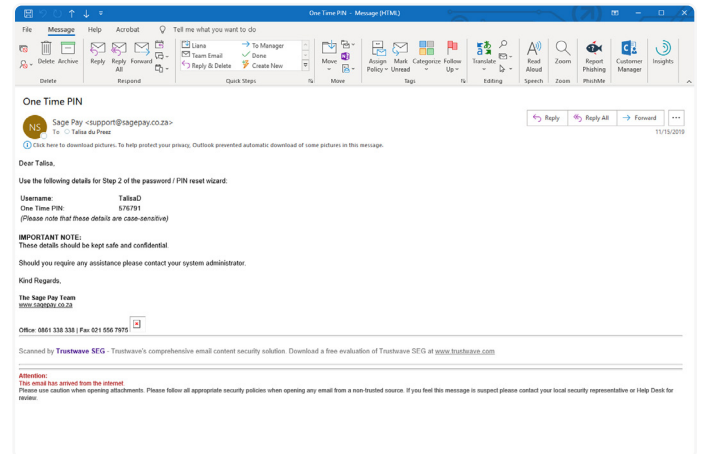 One Time PIN - Message (HTML)
File Message Help Acrobat Tell me what you want to do
Delete Archive Reply Reply All Forward
Liana To Manager
Team Email Done
Reply & Delete Create New
Move Assign Policy Mark Unread Categorize Follow Up Translate Read Aloud Zoom Report Phishing Customer Manager Insights
Delete Respond Quick Steps Move Tags Editing Speech Zoom PhishMe
One Time PIN
NS
Sage Pay <support@sagepay.co.za>
To Talisa du Preez
Reply Reply All Forward
11/15/2019
Click here to download pictures. To help protect your privacy, Outlook prevented automatic download of some pictures in this message.
Dear Talisa,
Use the following details for Step 2 of the password / PIN reset wizard:
Username: TalisaD
One Time PIN: 576791
(Please note that these details are case-sensitive)
IMPORTANT NOTE:
These details should be kept safe and confidential.
Should you require any assistance please contact your system administrator.
Kind Regards,
The Sage Pay Team
www.sagepay.co.za
Office: 0861 338 338 | Fax 021 556 7975
Scanned by Trustwave SEG - Trustwave's comprehensive email content security solution. Download a free evaluation of Trustwave SEG at www.trustwave.com
Attention:
This email has arrived from the internet.
Please use caution when opening attachments. Please follow all appropriate security policies when opening any email from a non-trusted source. If you feel this message is suspect please contact your local security representative or Help Desk for
review.